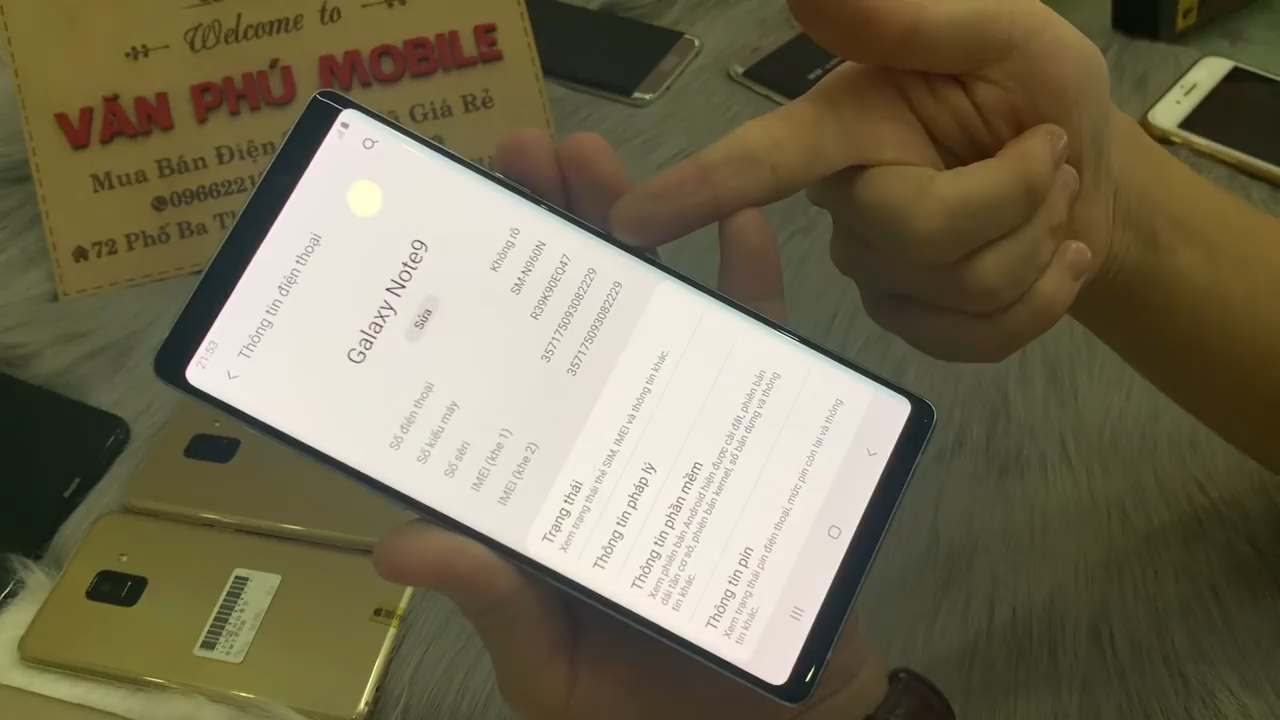 Welcome to
VĂN PHÚ MOBILE
Giá Rẻ
Mua Bán Điện
72 Phố Ba
21:53
Thông tin điện thoại
Galaxy Note9
Sửa
Số điện thoại Không rõ
Số kiểu máy SM-N960N
Số sêri R39K90EQ47
IMEI (khe 1) 357175093082229
IMEI (khe 2) 357175093082229
Trạng thái
Xem trạng thái thẻ SIM, IMEI và thông tin khác.
Thông tin pháp lý
Thông tin phần mềm
Xem phiên bản Android hiện được cài đặt, phiên bản
dải tần cơ sở, phiên bản kernel, số bản dựng và thông
tin khác.
Thông tin pin
Xem trạng thái pin điện thoại, mức pin còn lại và thông
tin khác.